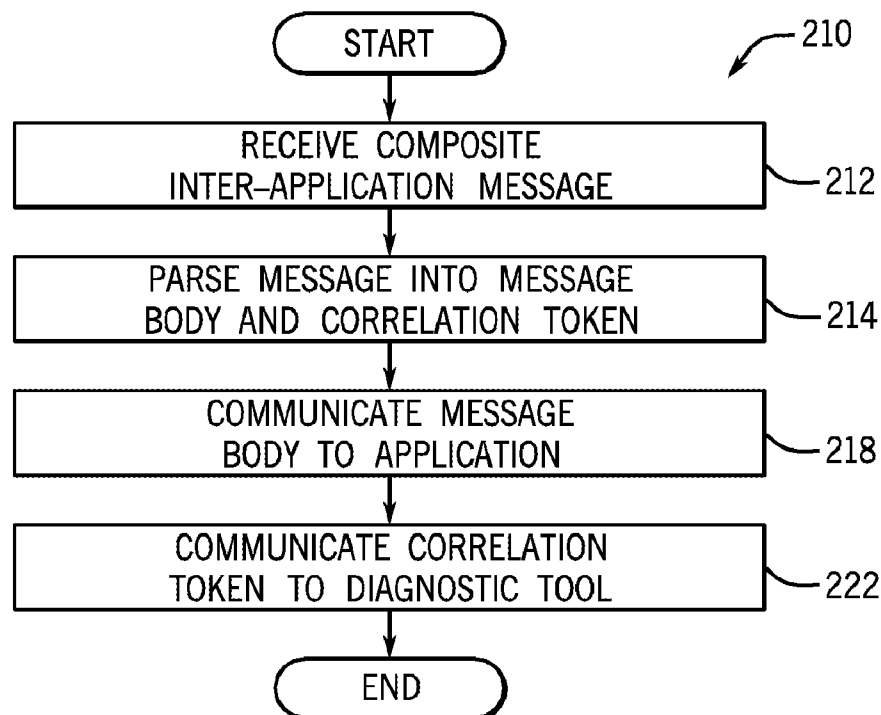 START
210
RECEIVE COMPOSITE
INTER-APPLICATION MESSAGE
212
PARSE MESSAGE INTO MESSAGE
BODY AND CORRELATION TOKEN
214
COMMUNICATE MESSAGE
BODY TO APPLICATION
218
COMMUNICATE CORRELATION
TOKEN TO DIAGNOSTIC TOOL
222
END